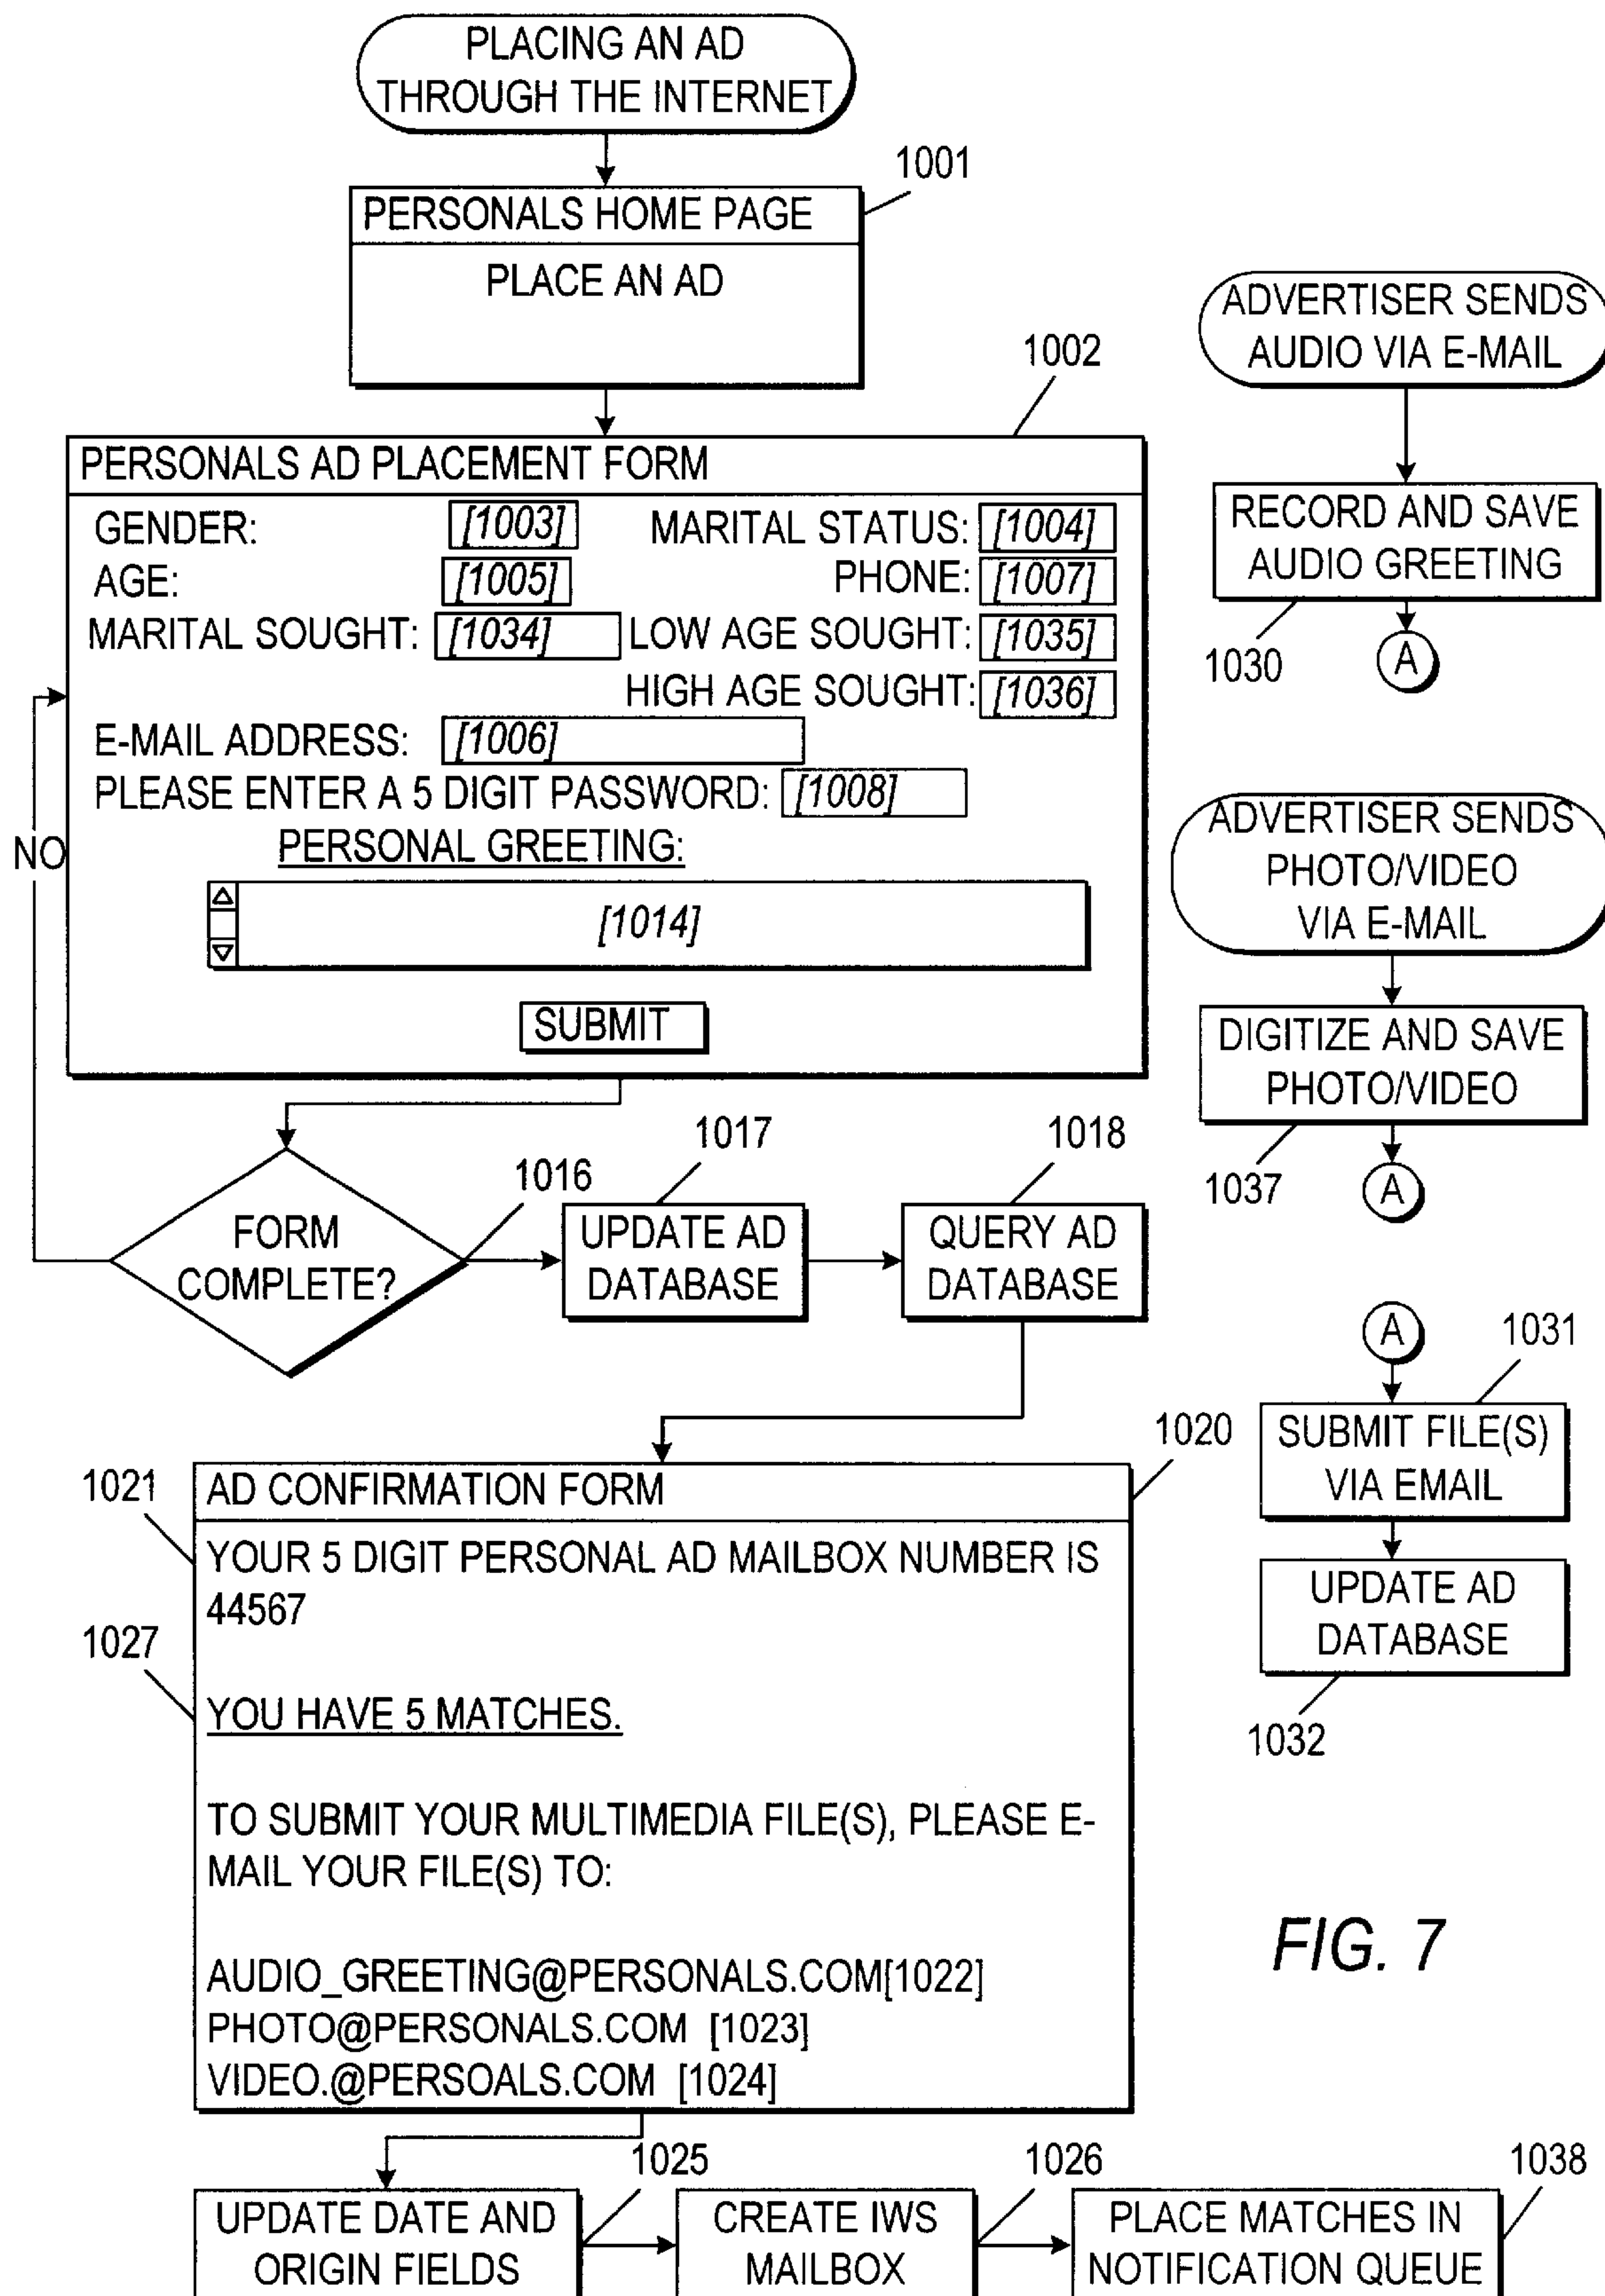 PLACING AN AD
THROUGH THE INTERNET
1001
PERSONALS HOME PAGE
PLACE AN AD
1002
PERSONALS AD PLACEMENT FORM
GENDER: [1003] MARITAL STATUS: [1004]
AGE: [1005] PHONE: [1007]
MARITAL SOUGHT: [1034] LOW AGE SOUGHT: [1035]
HIGH AGE SOUGHT: [1036]
E-MAIL ADDRESS: [1006]
PLEASE ENTER A 5 DIGIT PASSWORD: [1008]
PERSONAL GREETING:
[1014]
SUBMIT
NO
FORM
COMPLETE?
1016
1017
UPDATE AD
DATABASE
1018
QUERY AD
DATABASE
1020
AD CONFIRMATION FORM
1021
YOUR 5 DIGIT PERSONAL AD MAILBOX NUMBER IS
44567
1027
YOU HAVE 5 MATCHES.
TO SUBMIT YOUR MULTIMEDIA FILE(S), PLEASE E-
MAIL YOUR FILE(S) TO:
AUDIO_GREETING@PERSONALS.COM[1022]
PHOTO@PERSONALS.COM [1023]
VIDEO.@PERSOALS.COM [1024]
1025
UPDATE DATE AND
ORIGIN FIELDS
1026
CREATE IWS
MAILBOX
1038
PLACE MATCHES IN
NOTIFICATION QUEUE
ADVERTISER SENDS
AUDIO VIA E-MAIL
RECORD AND SAVE
AUDIO GREETING
1030
A
ADVERTISER SENDS
PHOTO/VIDEO
VIA E-MAIL
DIGITIZE AND SAVE
PHOTO/VIDEO
1037
A
A
1031
SUBMIT FILE(S)
VIA EMAIL
UPDATE AD
DATABASE
1032
FIG. 7